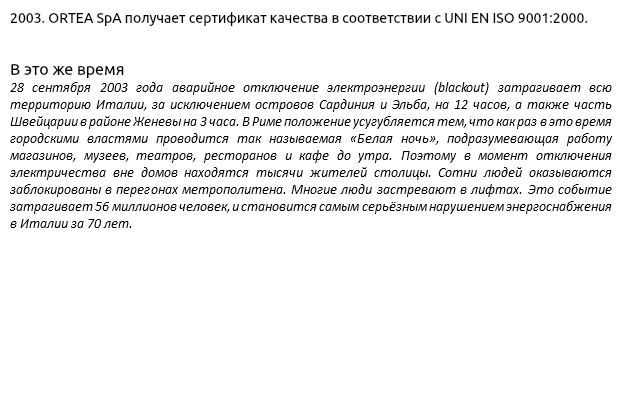 2003. ORTEA SpA получает сертификат качества в соответствии с UNI EN ISO 9001:2000.
В это же время
28 сентября 2003 года аварийное отключение электроэнергии (blackout) затрагивает всю
территорию Италии, за исключением островов Сардиния и Эльба, на 12 часов, а также часть
Швейцарии в районе Женевы на 3 часа. В Риме положение усугубляется тем, что как раз в это время
городскими властями проводится так называемая «Белая ночь», подразумевающая работу
магазинов, музеев, театров, ресторанов и кафе до утра. Поэтому в момент отключения
электричества вне домов находятся тысячи жителей столицы. Сотни людей оказываются
заблокированы в перегонах метрополитена. Многие люди застревают в лифтах. Это событие
затрагивает 56 миллионов человек, и становится самым серьёзным нарушением энергоснабжения
в Италии за 70 лет.